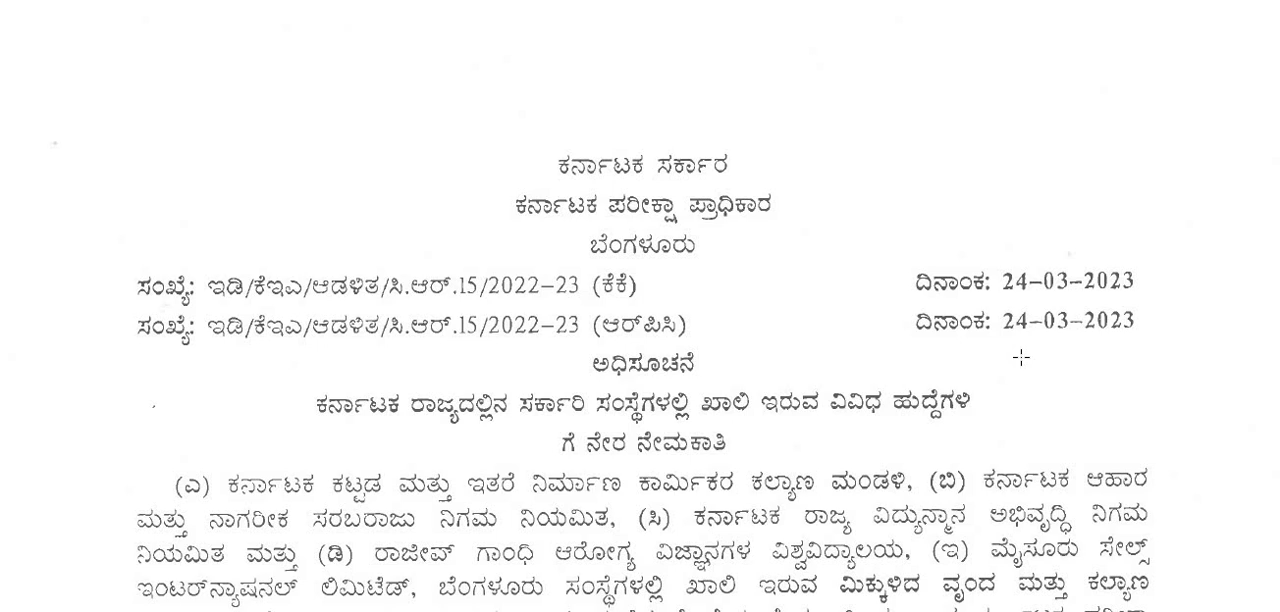 ಕರ್ನಾಟಕ ಸರ್ಕಾರ
ಕರ್ನಾಟಕ ಪರೀಕ್ಷಾ ಪ್ರಾಧಿಕಾರ
ಬೆಂಗಳೂರು
ಸಂಖ್ಯೆ: ಇಡಿ/ಕೆಇಎ/ಆಡಳಿತ/ಸಿ.ಆರ್.15/2022-23 (ಕೆಕೆ) ದಿನಾಂಕ: 24-03-2023
ಸಂಖ್ಯೆ: ಇಡಿ/ಕೆಇಎ/ಆಡಳಿತ/ಸಿ.ಆರ್.15/2022-23 (ಆರ್‌ಪಿಸಿ) ದಿನಾಂಕ: 24-03-2023
ಅಧಿಸೂಚನೆ
ಕರ್ನಾಟಕ ರಾಜ್ಯದಲ್ಲಿನ ಸರ್ಕಾರಿ ಸಂಸ್ಥೆಗಳಲ್ಲಿ ಖಾಲಿ ಇರುವ ವಿವಿಧ ಹುದ್ದೆಗಳಿ
ಗೆ ನೇರ ನೇಮಕಾತಿ
(ಎ) ಕರ್ನಾಟಕ ಕಟ್ಟಡ ಮತ್ತು ಇತರೆ ನಿರ್ಮಾಣ ಕಾರ್ಮಿಕರ ಕಲ್ಯಾಣ ಮಂಡಳಿ, (ಬಿ) ಕರ್ನಾಟಕ ಆಹಾರ
ಮತ್ತು ನಾಗರೀಕ ಸರಬರಾಜು ನಿಗಮ ನಿಯಮಿತ, (ಸಿ) ಕರ್ನಾಟಕ ರಾಜ್ಯ ವಿದ್ಯುನ್ಮಾನ ಅಭಿವೃದ್ಧಿ ನಿಗಮ
ನಿಯಮಿತ ಮತ್ತು (ಡಿ) ರಾಜೀವ್ ಗಾಂಧಿ ಆರೋಗ್ಯ ವಿಜ್ಞಾನಗಳ ವಿಶ್ವವಿದ್ಯಾಲಯ, (ಇ) ಮೈಸೂರು ಸೇಲ್ಸ್
ಇಂಟರ್‌ನ್ಯಾಷನಲ್ ಲಿಮಿಟೆಡ್, ಬೆಂಗಳೂರು ಸಂಸ್ಥೆಗಳಲ್ಲಿ ಖಾಲಿ ಇರುವ ಮಿಕ್ಕುಳಿದ ವೃಂದ ಮತ್ತು ಕಲ್ಯಾಣ